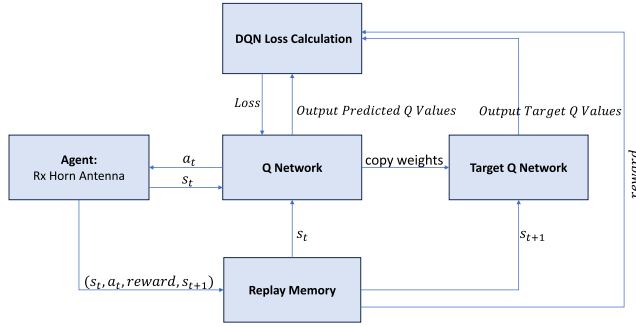 DQN Loss Calculation
Loss
Output Predicted Q Values
Output Target Q Values
Agent:
Rx Horn Antenna
a_t
s_t
Q Network
copy weights
Target Q Network
reward
s_t
s_{t+1}
(s_t, a_t, reward, s_{t+1})
Replay Memory